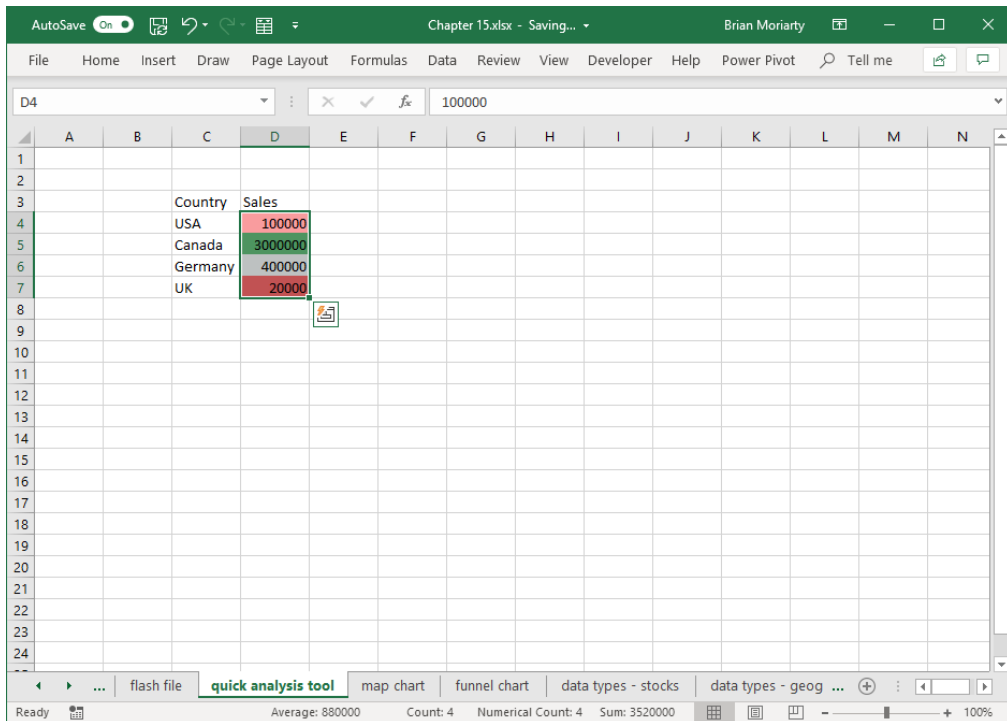 AutoSave On Chapter 15.xlsx - Saving... Brian Moriarty
File Home Insert Draw Page Layout Formulas Data Review View Developer Help Power Pivot Tell me
D4 fx 100000
A B C D E F G H I J K L M N
1
2
3 Country Sales
4 USA 100000
5 Canada 3000000
6 Germany 400000
7 UK 20000
8
9
10
11
12
13
14
15
16
17
18
19
20
21
22
23
24
... flash file quick analysis tool map chart funnel chart data types - stocks data types - geog ...
Ready Average: 880000 Count: 4 Numerical Count: 4 Sum: 3520000 100%